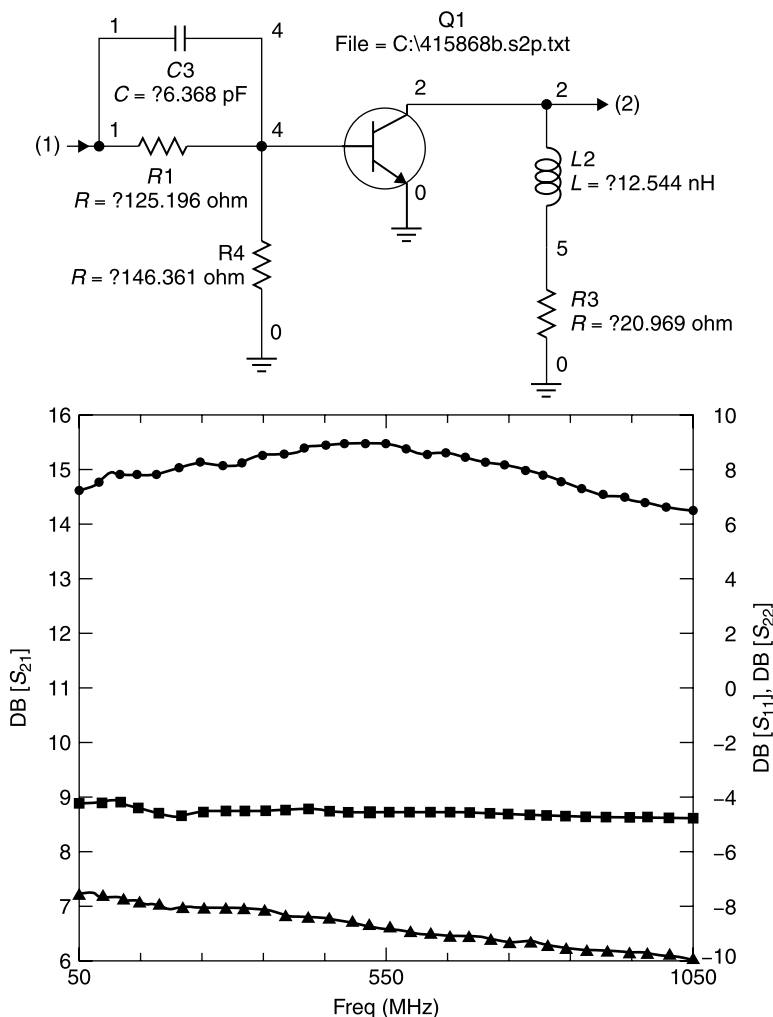 Q1
File = C:\415868b.s2p.txt
1
4
C3
C = ?6.368 pF
2
2
(2)
(1)
1
4
R1
R = ?125.196 ohm
0
L2
L = ?12.544 nH
R4
R = ?146.361 ohm
5
0
R3
R = ?20.969 ohm
0
16
15
14
13
12
11
10
9
8
7
6
DB [S21]
10
8
6
4
2
0
−2
−4
−6
−8
−10
DB [S11], DB [S22]
50
550
1050
Freq (MHz)